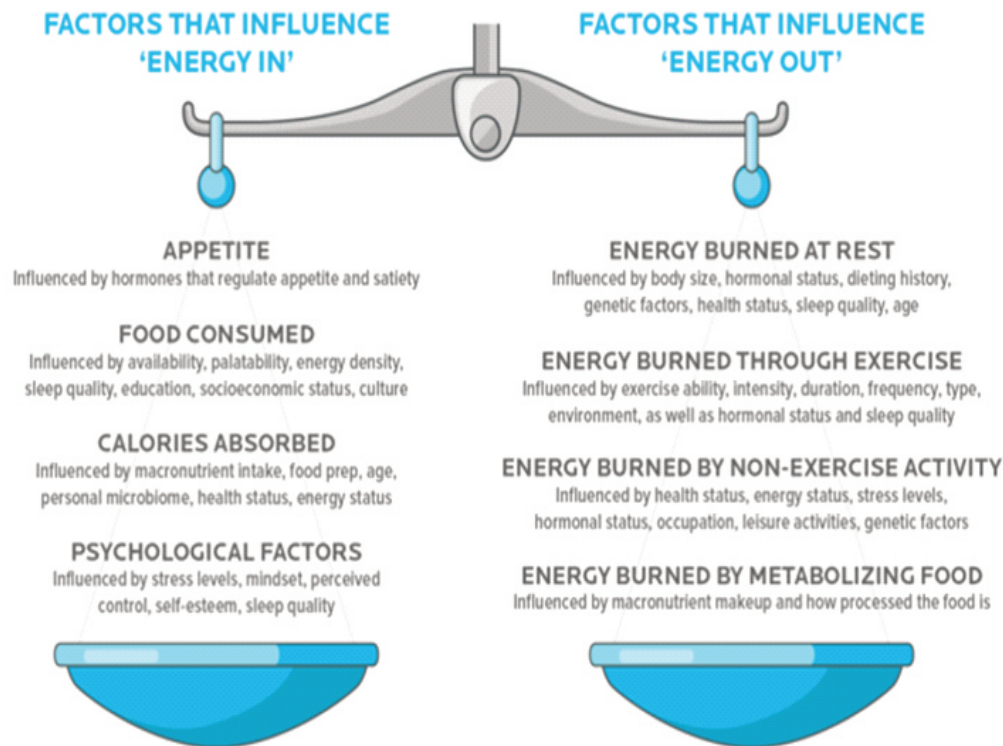 FACTORS THAT INFLUENCE
‘ENERGY IN’
APPETITE
Influenced by hormones that regulate appetite and satiety
FOOD CONSUMED
Influenced by availability, palatability, energy density,
sleep quality, education, socioeconomic status, culture
CALORIES ABSORBED
Influenced by macronutrient intake, food prep, age,
personal microbiome, health status, energy status
PSYCHOLOGICAL FACTORS
Influenced by stress levels, mindset, perceived
control, self-esteem, sleep quality
FACTORS THAT INFLUENCE
‘ENERGY OUT’
ENERGY BURNED AT REST
Influenced by body size, hormonal status, dieting history,
genetic factors, health status, sleep quality, age
ENERGY BURNED THROUGH EXERCISE
Influenced by exercise ability, intensity, duration, frequency, type,
environment, as well as hormonal status and sleep quality
ENERGY BURNED BY NON-EXERCISE ACTIVITY
Influenced by health status, energy status, stress levels,
hormonal status, occupation, leisure activities, genetic factors
ENERGY BURNED BY METABOLIZING FOOD
Influenced by macronutrient makeup and how processed the food is